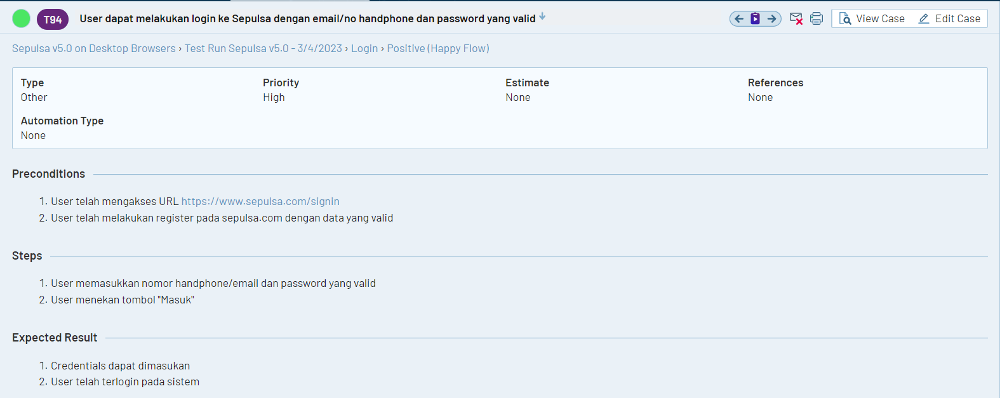 T94 User dapat melakukan login ke Sepulsa dengan email/no handphone dan password yang valid View Case Edit Case
Sepulsa v5.0 on Desktop Browsers › Test Run Sepulsa v5.0 - 3/4/2023 › Login › Positive (Happy Flow)
Type Priority Estimate References
Other High None None
Automation Type
None
Preconditions
1. User telah mengakses URL https://www.sepulsa.com/signin
2. User telah melakukan register pada sepulsa.com dengan data yang valid
Steps
1. User memasukkan nomor handphone/email dan password yang valid
2. User menekan tombol "Masuk"
Expected Result
1. Credentials dapat dimasukan
2. User telah terlogin pada sistem